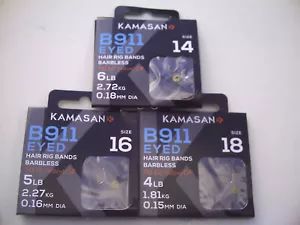 KAMASAN
B911
EYED
HAIR RIG BANDS
BARBLESS
SIZE
14
6LB
2.72KG
0.18MM DIA
KAMASAN
B911
EYED
HAIR RIG BANDS
BARBLESS
SIZE
16
5LB
2.27KG
0.16MM DIA
KAMASAN
B911
EYED
HAIR RIG BANDS
BARBLESS
SIZE
18
4LB
1.81KG
0.15MM DIA